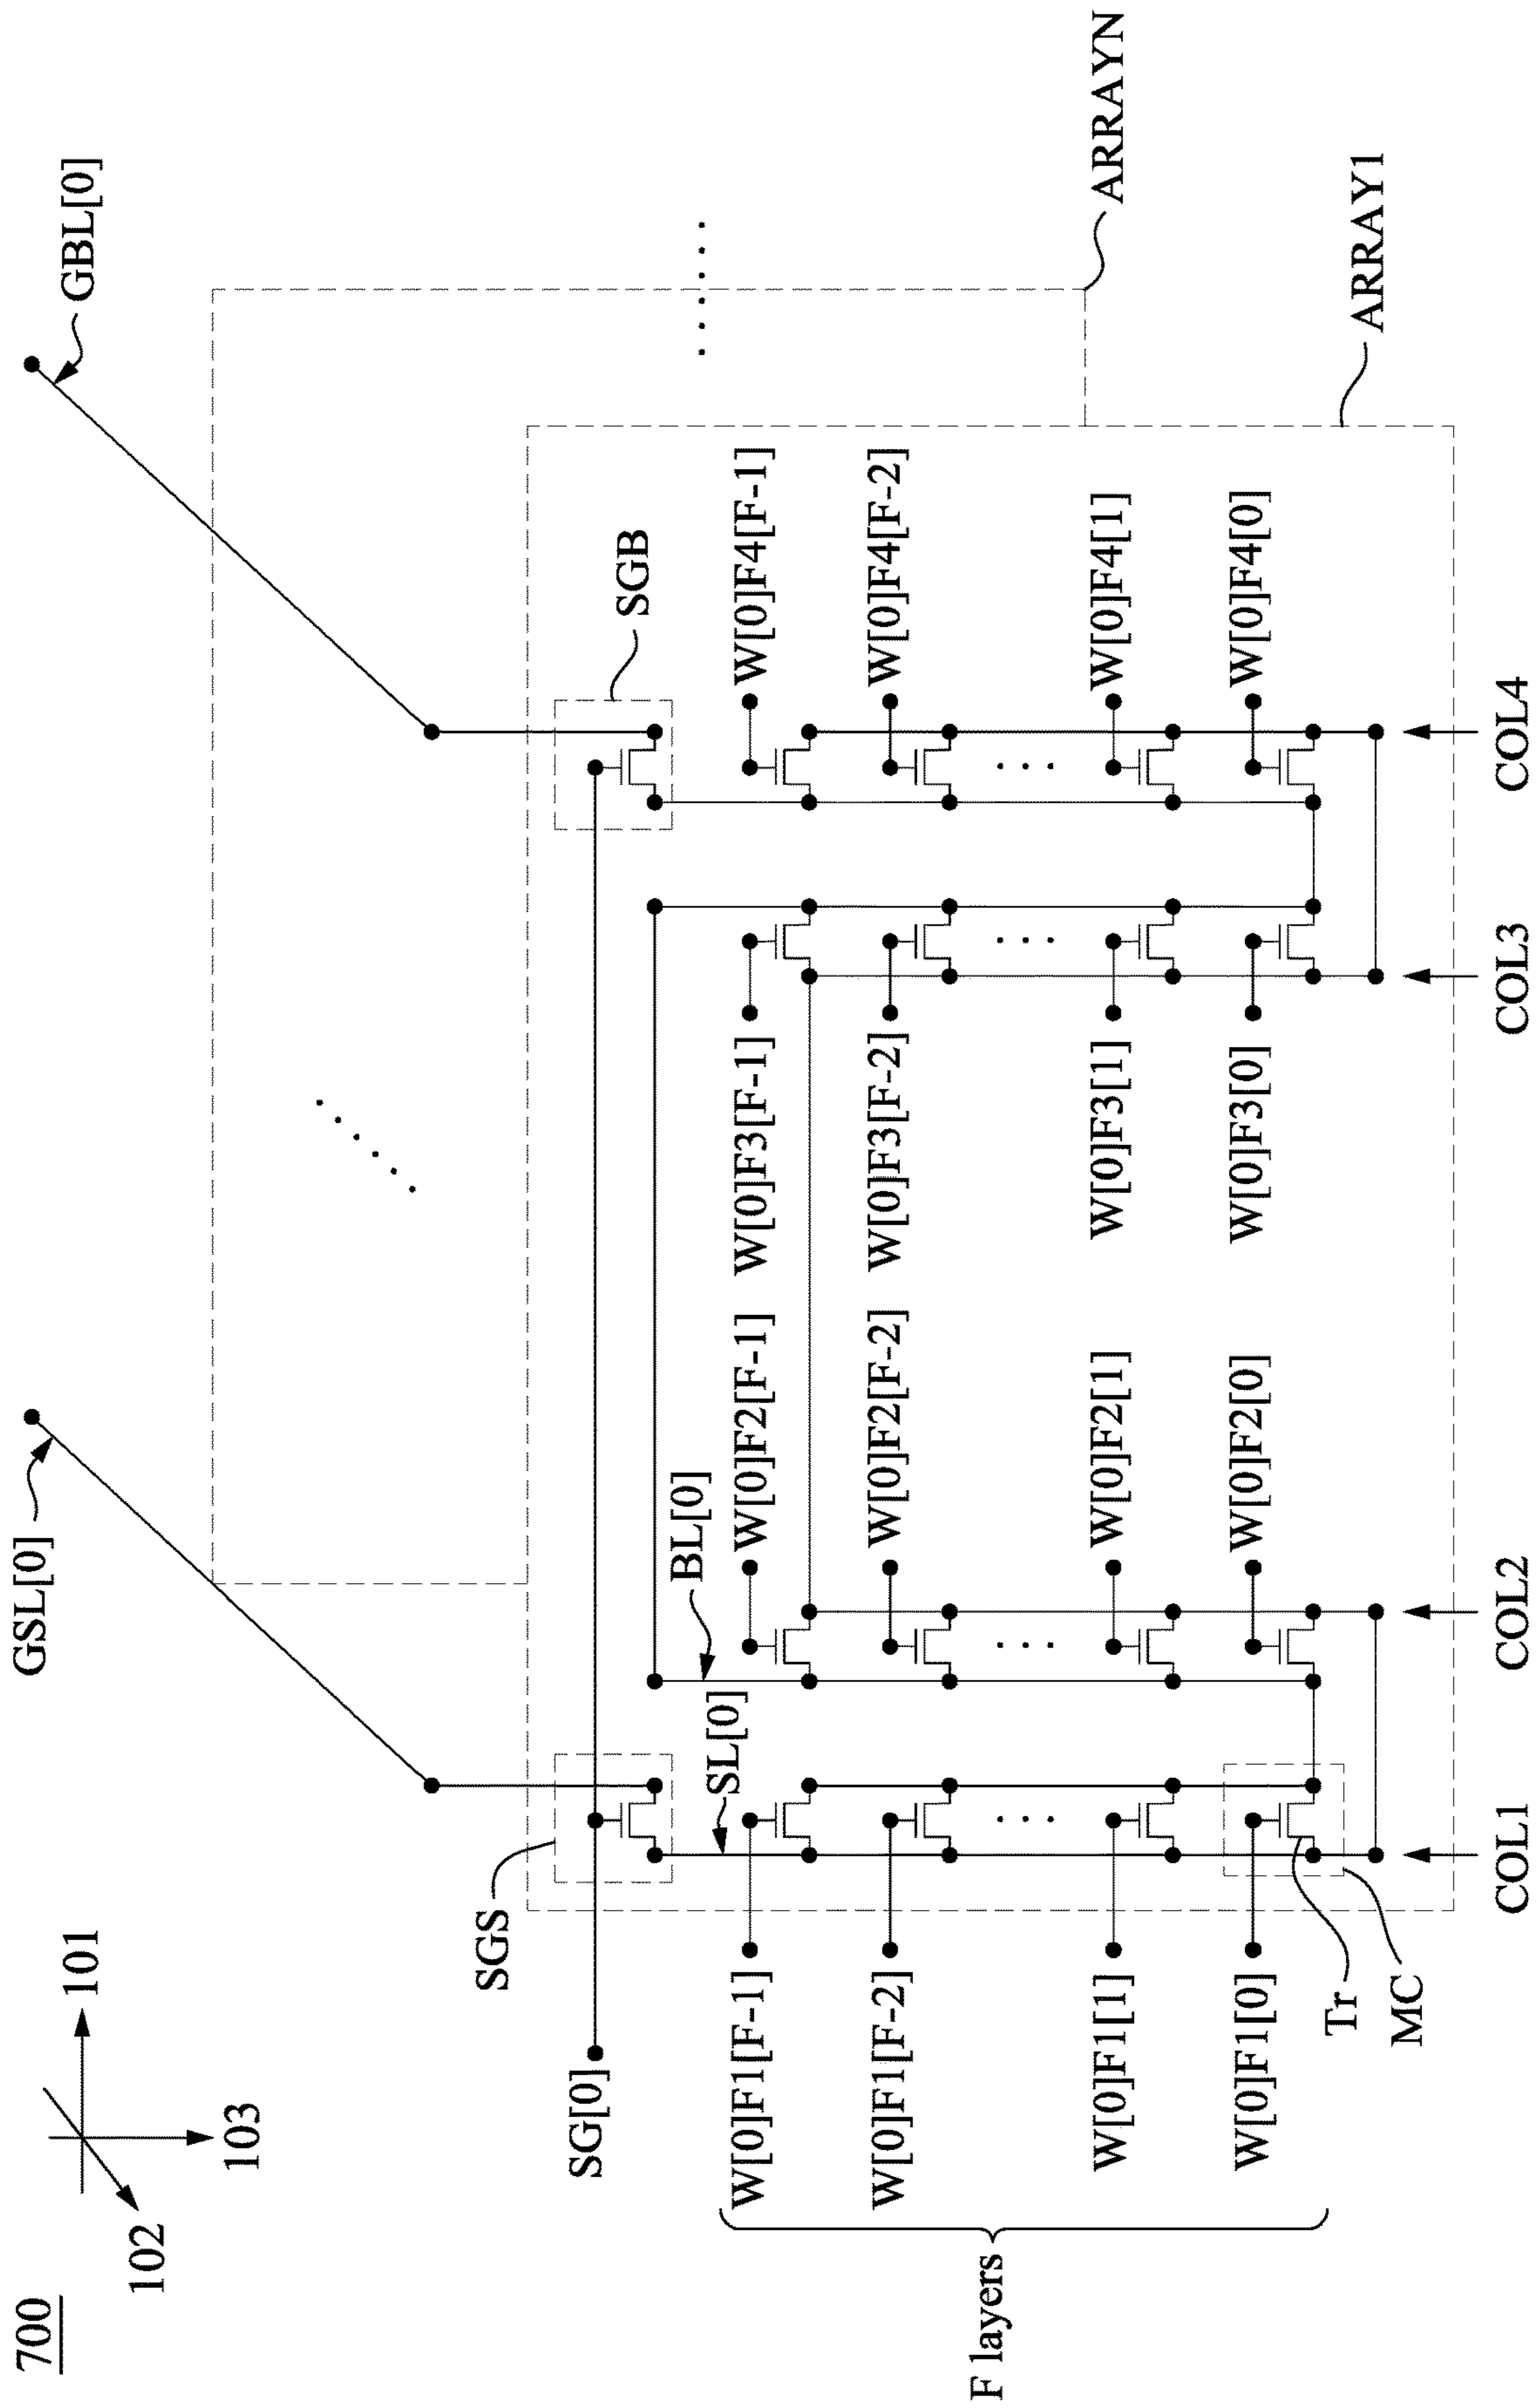 700
101
102
103
GSL[0]
GBL[0]
ARRAYN
ARRAY1
SGS
SGB
SG[0]
SL[0]
BL[0]
W[0]F1[F-1]
W[0]F2[F-1]
W[0]F3[F-1]
W[0]F4[F-1]
W[0]F1[F-2]
W[0]F2[F-2]
W[0]F3[F-2]
W[0]F4[F-2]
W[0]F1[1]
W[0]F2[1]
W[0]F3[1]
W[0]F4[1]
W[0]F1[0]
W[0]F2[0]
W[0]F3[0]
W[0]F4[0]
F layers
Tr
MC
COL1
COL2
COL3
COL4